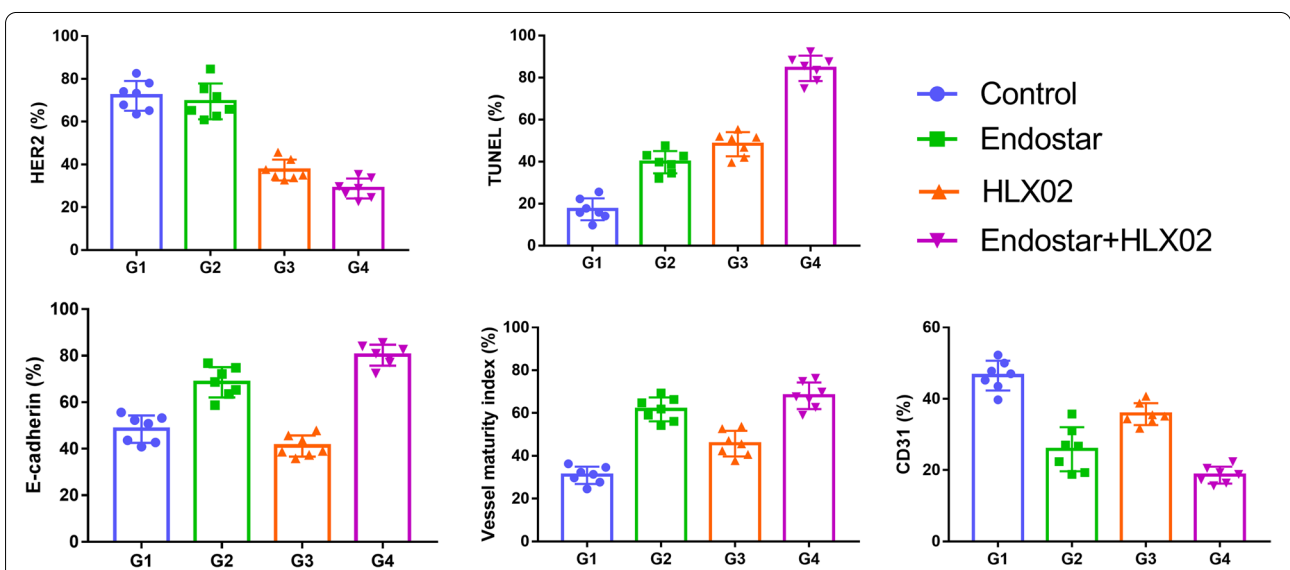 HER2 (%)
100
80
60
40
20
0
G1 G2 G3 G4
TUNEL (%)
100
80
60
40
20
0
G1 G2 G3 G4
Control
Endostar
HLX02
Endostar+HLX02
E-cadherin (%)
100
80
60
40
20
0
G1 G2 G3 G4
Vessel maturity index (%)
100
80
60
40
20
0
G1 G2 G3 G4
CD31 (%)
60
40
20
0
G1 G2 G3 G4